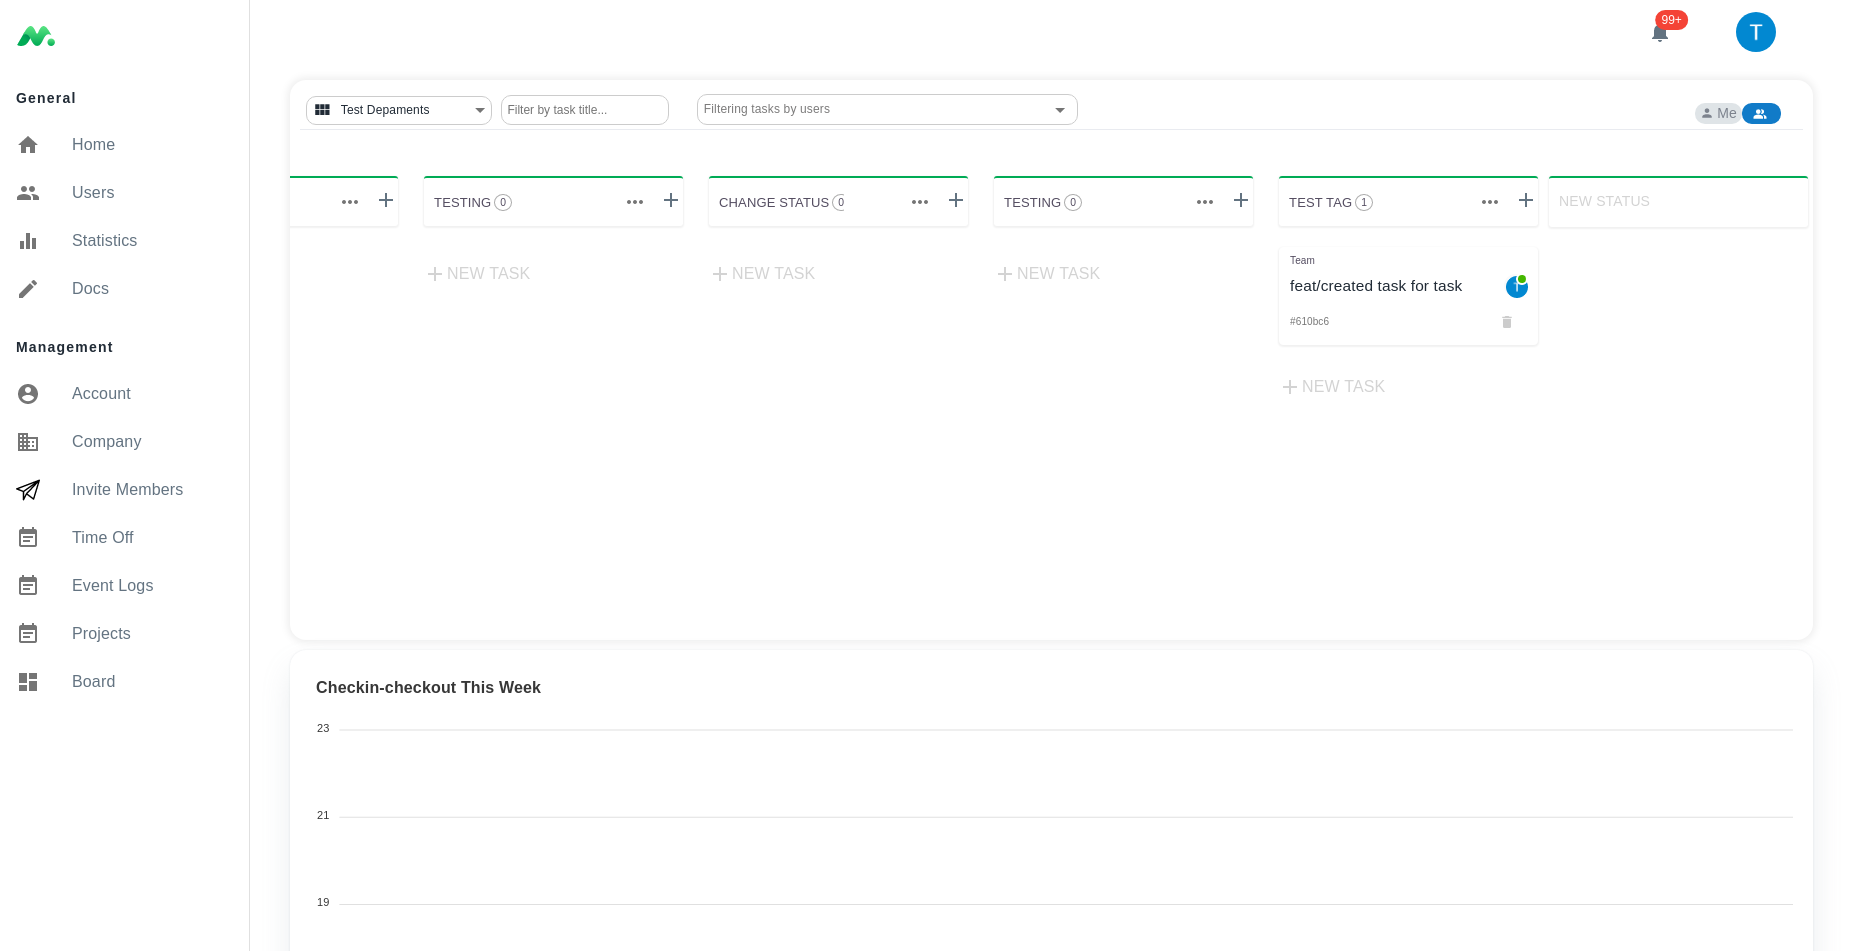 General
Home
Users
Statistics
Docs
Management
Account
Company
Invite Members
Time Off
Event Logs
Projects
Board
99+
T
Test Depaments
Filter by task title...
Filtering tasks by users
Me
TESTING 0
CHANGE STATUS 0
TESTING 0
TEST TAG 1
NEW STATUS
NEW TASK
NEW TASK
NEW TASK
Team
feat/created task for task
T
#610bc6
NEW TASK
Checkin-checkout This Week
23
21
19